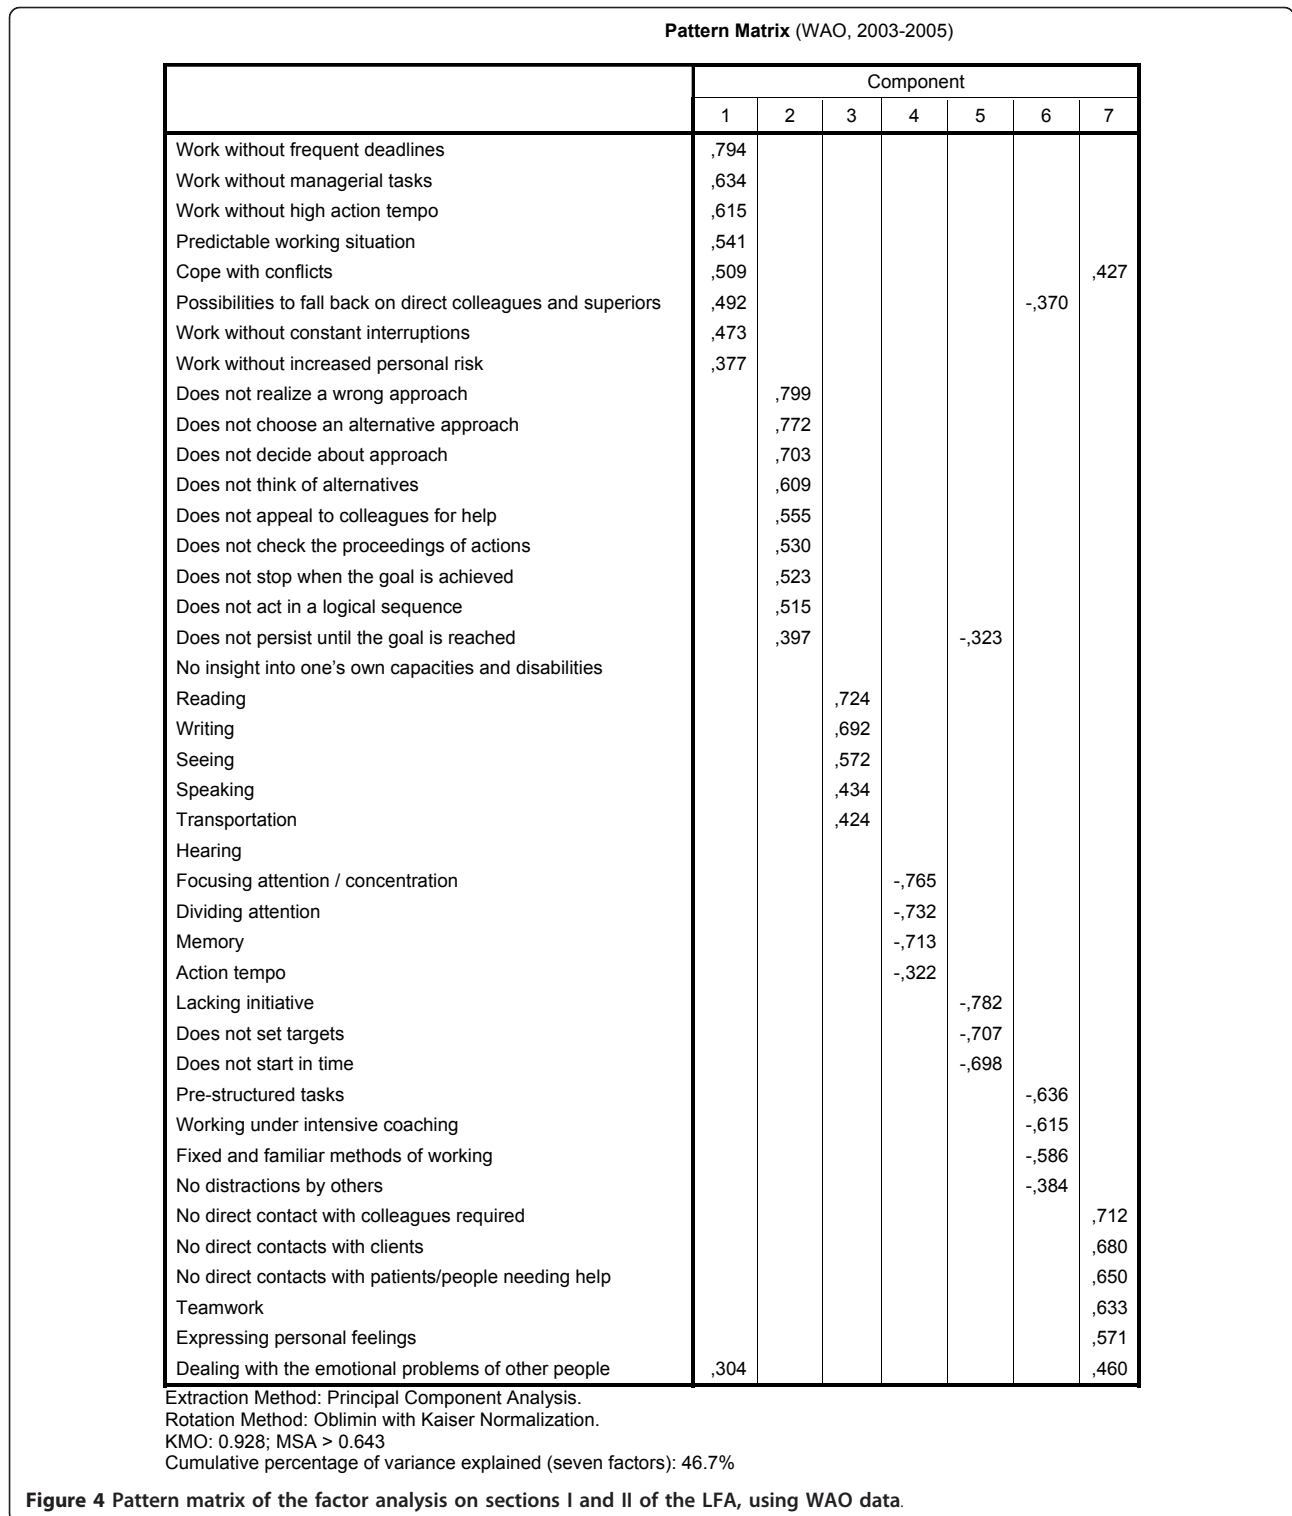 Pattern Matrix (WAO, 2003-2005)
Component
1 2 3 4 5 6 7
Work without frequent deadlines ,794
Work without managerial tasks ,634
Work without high action tempo ,615
Predictable working situation ,541
Cope with conflicts ,509 ,427
Possibilities to fall back on direct colleagues and superiors ,492 -,370
Work without constant interruptions ,473
Work without increased personal risk ,377
Does not realize a wrong approach ,799
Does not choose an alternative approach ,772
Does not decide about approach ,703
Does not think of alternatives ,609
Does not appeal to colleagues for help ,555
Does not check the proceedings of actions ,530
Does not stop when the goal is achieved ,523
Does not act in a logical sequence ,515
Does not persist until the goal is reached ,397 -,323
No insight into one's own capacities and disabilities
Reading ,724
Writing ,692
Seeing ,572
Speaking ,434
Transportation ,424
Hearing
Focusing attention / concentration -,765
Dividing attention -,732
Memory -,713
Action tempo -,322
Lacking initiative -,782
Does not set targets -,707
Does not start in time -,698
Pre-structured tasks -,636
Working under intensive coaching -,615
Fixed and familiar methods of working -,586
No distractions by others -,384
No direct contact with colleagues required ,712
No direct contacts with clients ,680
No direct contacts with patients/people needing help ,650
Teamwork ,633
Expressing personal feelings ,571
Dealing with the emotional problems of other people ,304 ,460
Extraction Method: Principal Component Analysis.
Rotation Method: Oblimin with Kaiser Normalization.
KMO: 0.928; MSA > 0.643
Cumulative percentage of variance explained (seven factors): 46.7%
Figure 4 Pattern matrix of the factor analysis on sections I and II of the LFA, using WAO data.